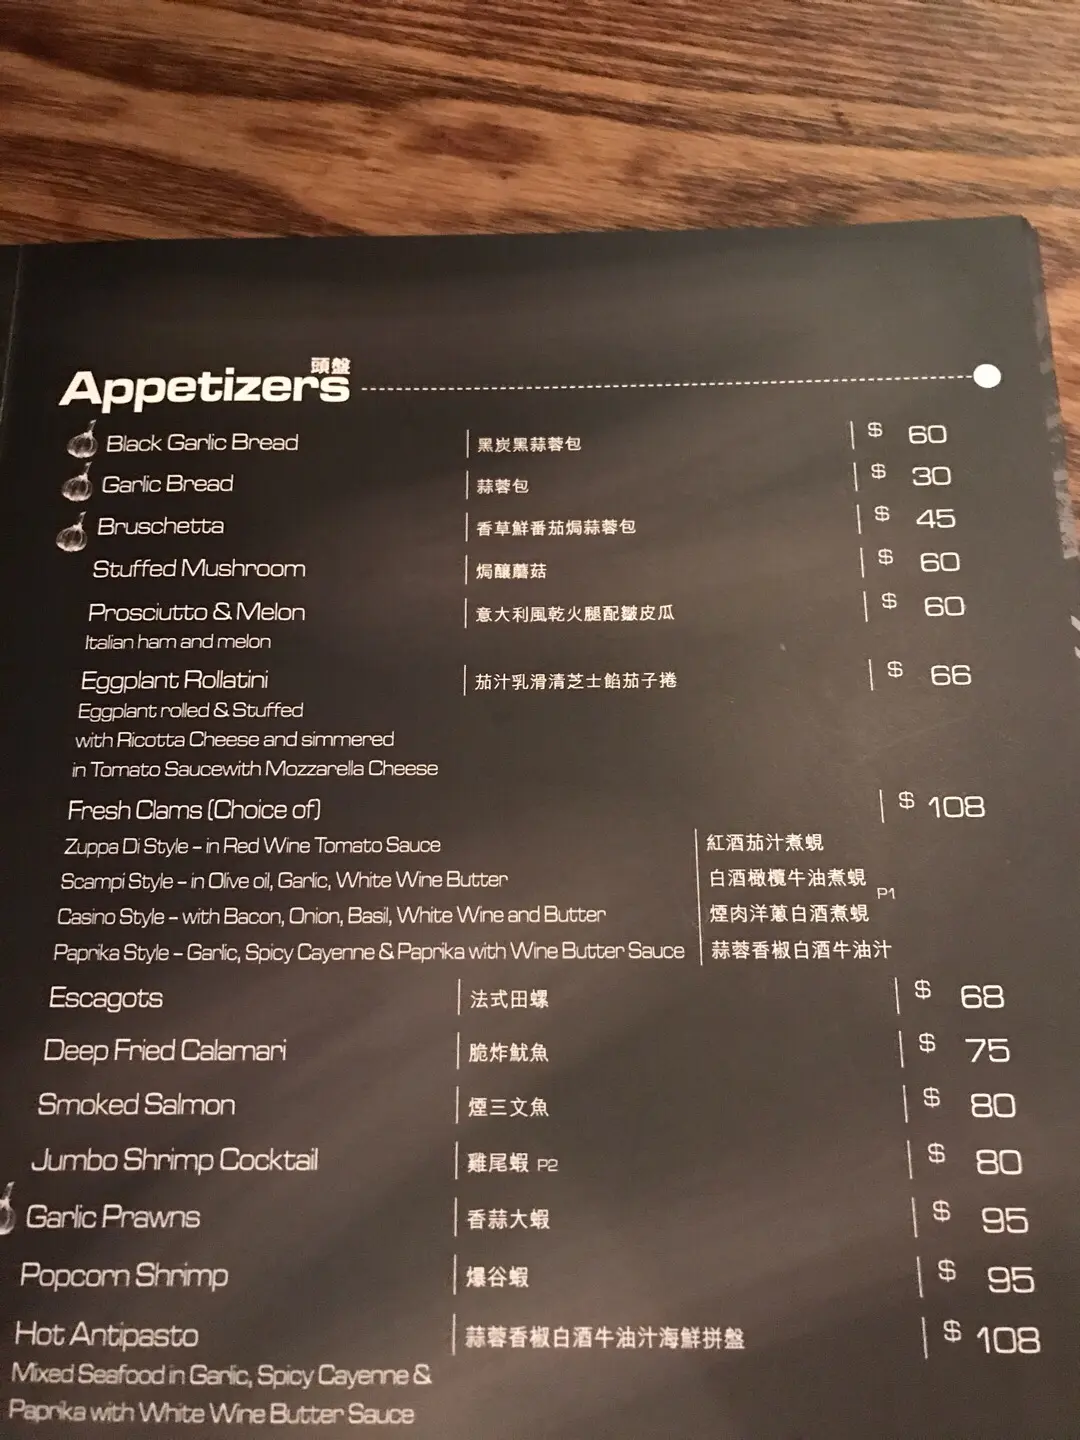 頭盤
Appetizers
Black Garlic Bread 黑炭黑蒜蓉包 $ 60
Garlic Bread 蒜蓉包 $ 30
Bruschetta 香草鮮番茄焗蒜蓉包 $ 45
Stuffed Mushroom 焗釀蘑菇 $ 60
Prosciutto & Melon 意大利風乾火腿配皺皮瓜 $ 60
Italian ham and melon
Eggplant Rollatini 茄汁乳滑清芝士餡茄子捲 $ 66
Eggplant rolled & Stuffed
with Ricotta Cheese and simmered
in Tomato Saucewith Mozzarella Cheese
Fresh Clams (Choice of) $ 108
Zuppa Di Style – in Red Wine Tomato Sauce 紅酒茄汁煮蜆
Scampi Style – in Olive oil, Garlic, White Wine Butter 白酒橄欖牛油煮蜆
P1
Casino Style – with Bacon, Onion, Basil, White Wine and Butter 煙肉洋蔥白酒煮蜆
Paprika Style – Garlic, Spicy Cayenne & Paprika with Wine Butter Sauce 蒜蓉香椒白酒牛油汁
Escagots 法式田螺 $ 68
Deep Fried Calamari 脆炸魷魚 $ 75
Smoked Salmon 煙三文魚 $ 80
Jumbo Shrimp Cocktail 雞尾蝦 P2 $ 80
Garlic Prawns 香蒜大蝦 $ 95
Popcorn Shrimp 爆谷蝦 $ 95
Hot Antipasto 蒜蓉香椒白酒牛油汁海鮮拼盤 $ 108
Mixed Seafood in Garlic, Spicy Cayenne &
Paprika with White Wine Butter Sauce